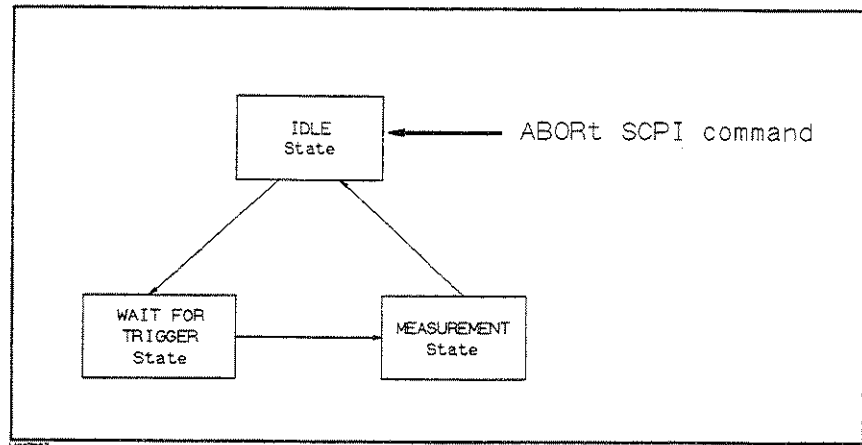 IDLE
State
ABORt SCPI command
WAIT FOR
TRIGGER
State
MEASUREMENT
State